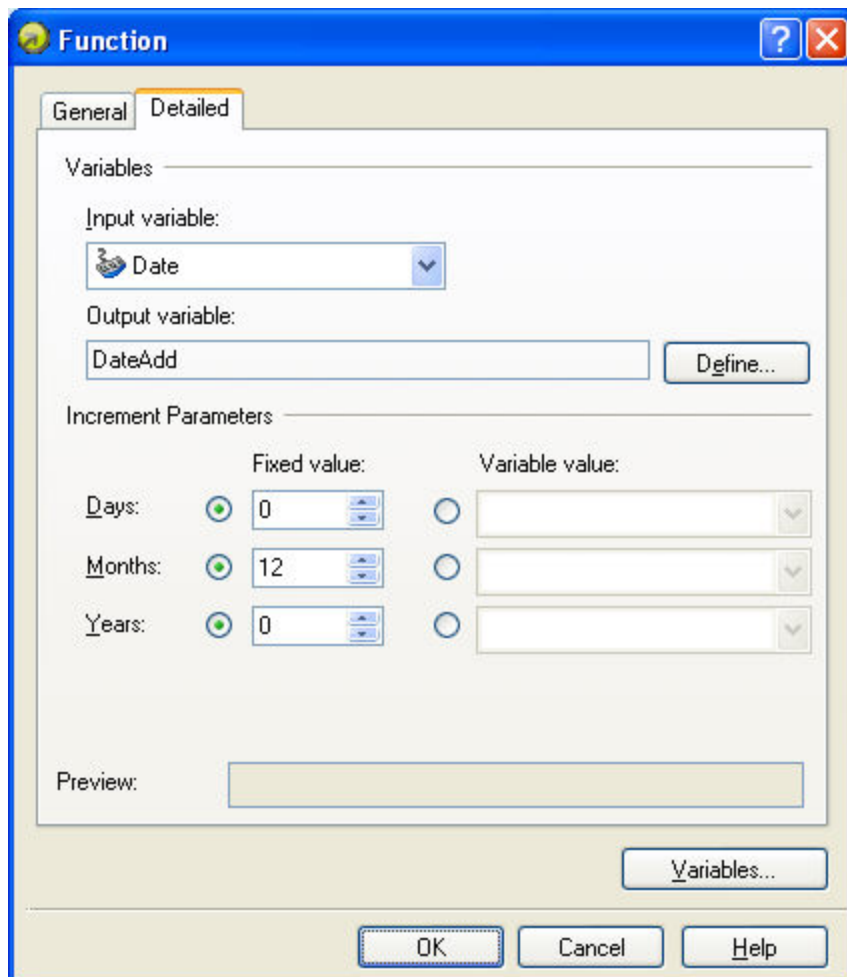 Function
General Detailed
Variables
Input variable:
Date
Output variable:
DateAdd Define...
Increment Parameters
Fixed value: Variable value:
Days: 0
Months: 12
Years: 0
Preview:
Variables...
OK Cancel Help